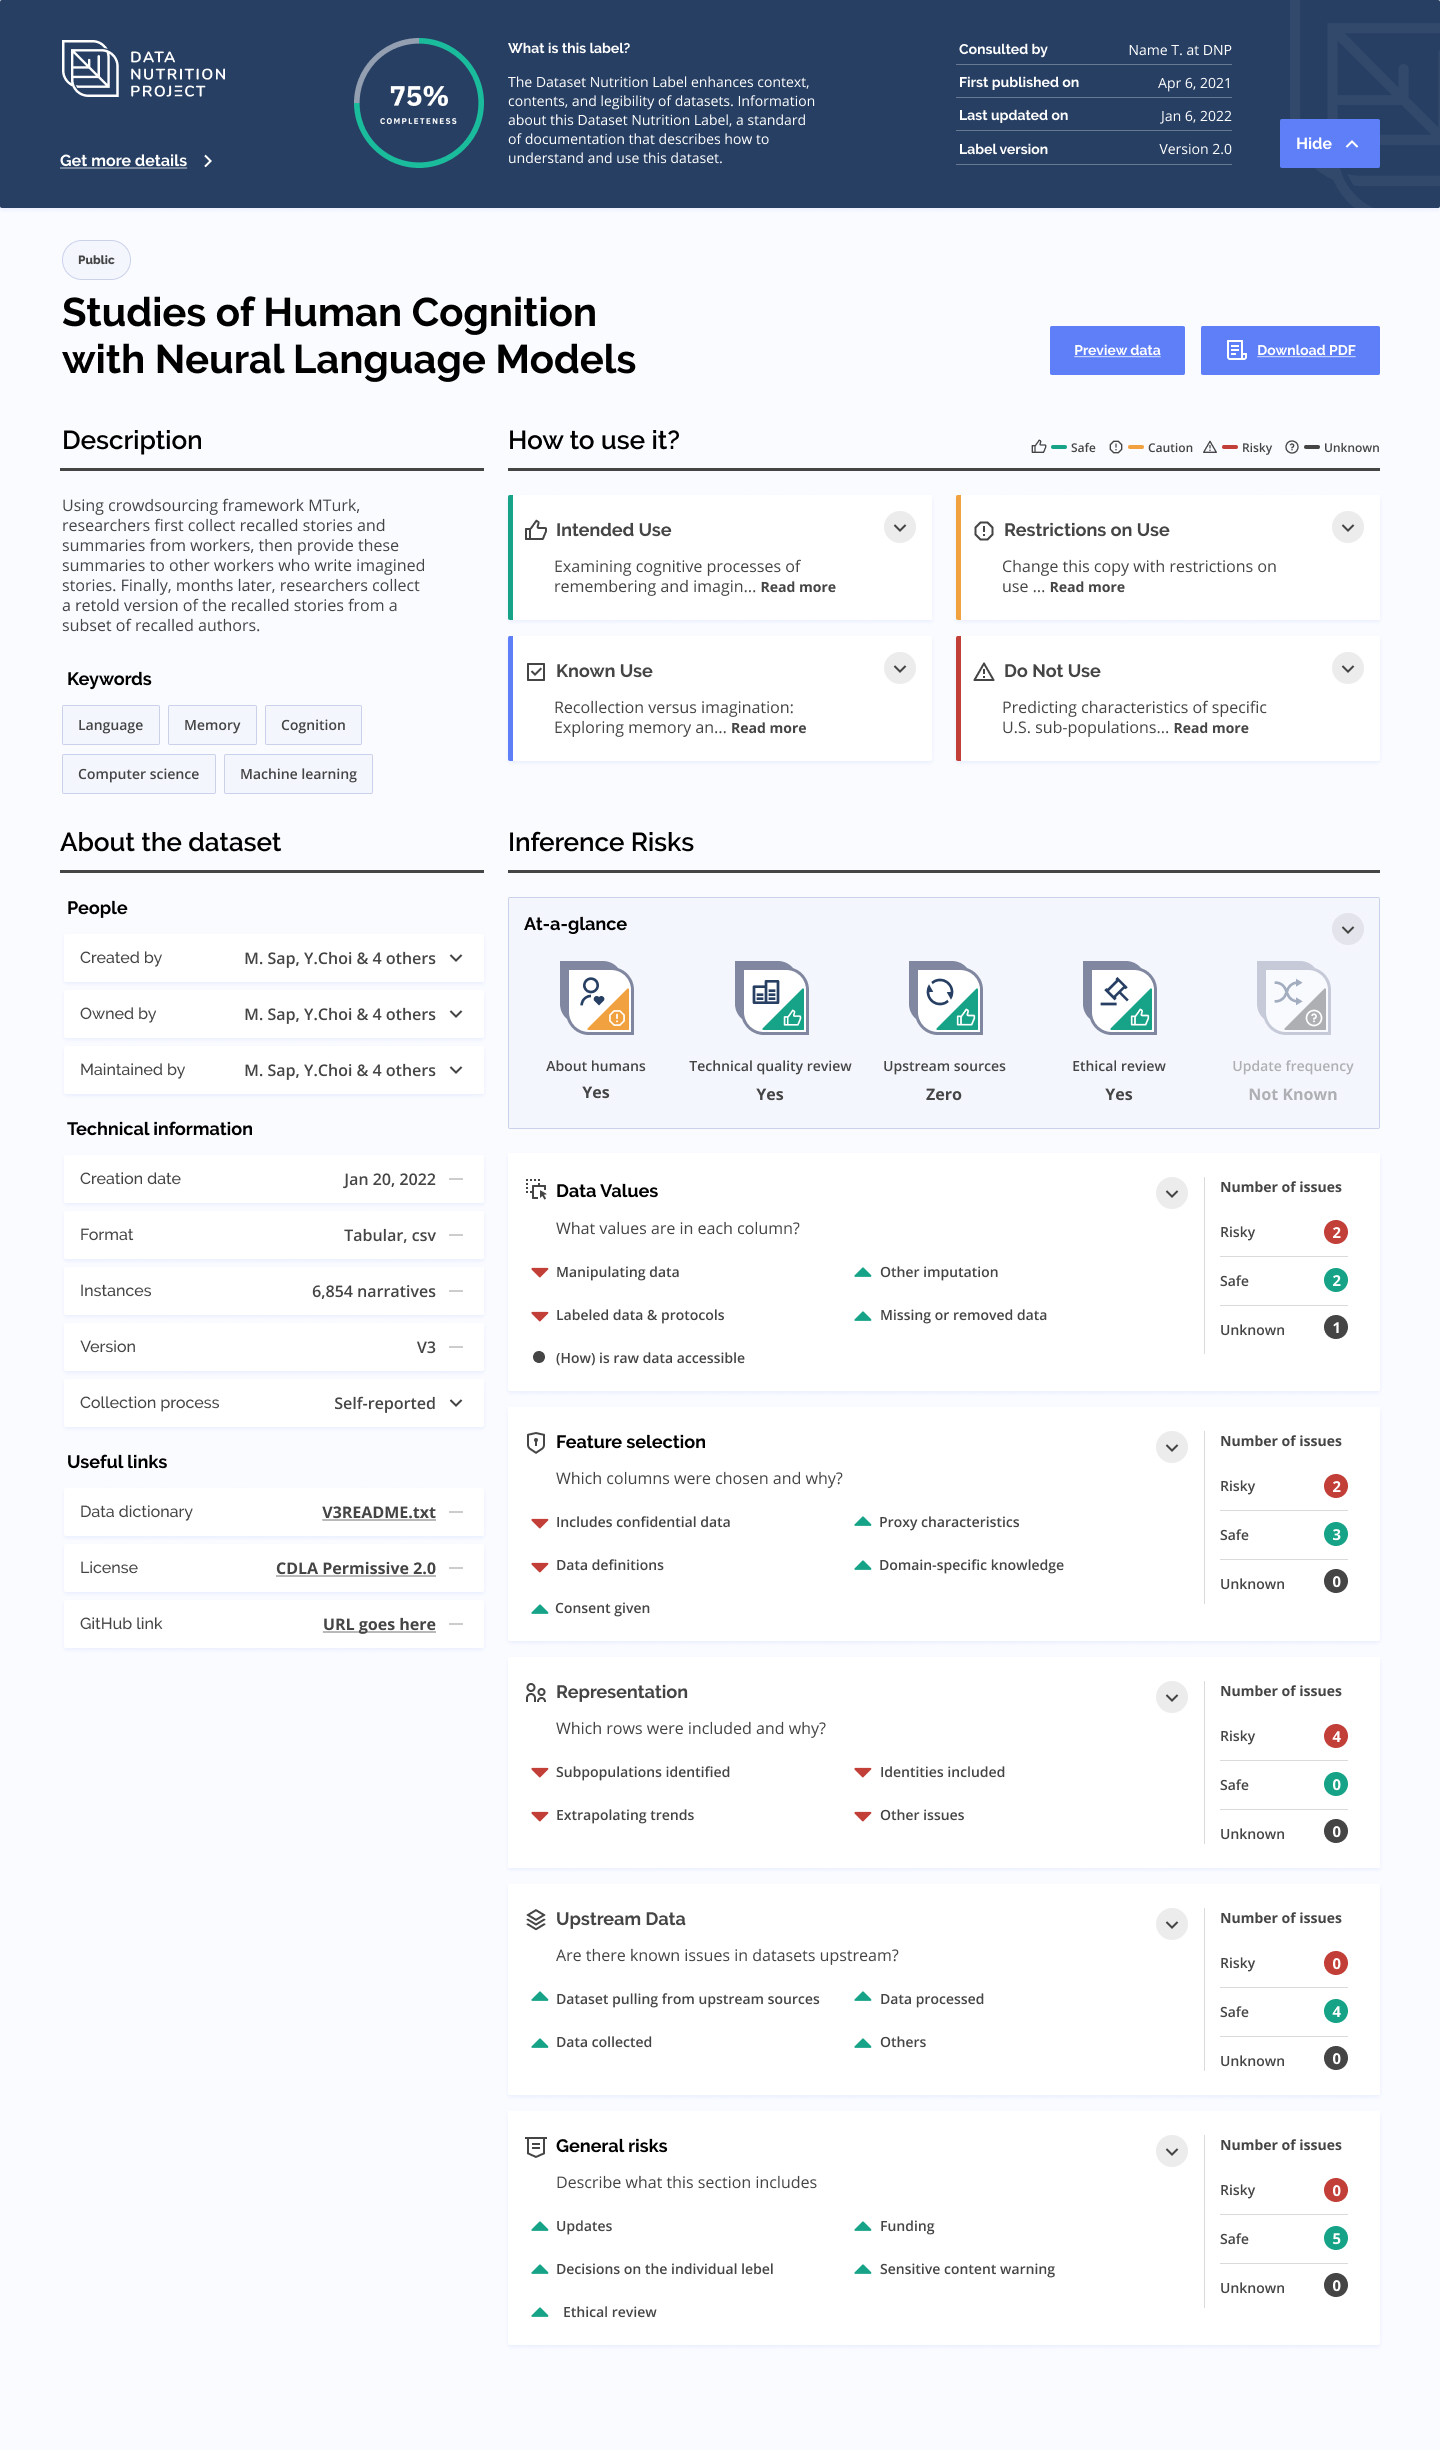 DATA
NUTRITION
PROJECT
Get more details
75%
COMPLETENESS
What is this label?
The Dataset Nutrition Label enhances context,
contents, and legibility of datasets. Information
about this Dataset Nutrition Label, a standard
of documentation that describes how to
understand and use this dataset.
Consulted by Name T. at DNP
First published on Apr 6, 2021
Last updated on Jan 6, 2022
Label version Version 2.0
Hide
Public
Studies of Human Cognition
with Neural Language Models
Preview data
Download PDF
Description
Using crowdsourcing framework MTurk,
researchers first collect recalled stories and
summaries from workers, then provide these
summaries to other workers who write imagined
stories. Finally, months later, researchers collect
a retold version of the recalled stories from a
subset of recalled authors.
Keywords
Language Memory Cognition
Computer science Machine learning
How to use it?
Safe Caution Risky Unknown
Intended Use
Examining cognitive processes of
remembering and imagin... Read more
Restrictions on Use
Change this copy with restrictions on
use ... Read more
Known Use
Recollection versus imagination:
Exploring memory an... Read more
Do Not Use
Predicting characteristics of specific
U.S. sub-populations... Read more
About the dataset
People
Created by M. Sap, Y.Choi & 4 others
Owned by M. Sap, Y.Choi & 4 others
Maintained by M. Sap, Y.Choi & 4 others
Technical information
Creation date Jan 20, 2022
Format Tabular, csv
Instances 6,854 narratives
Version V3
Collection process Self-reported
Useful links
Data dictionary V3README.txt
License CDLA Permissive 2.0
GitHub link URL goes here
Inference Risks
At-a-glance
About humans
Yes
Technical quality review
Yes
Upstream sources
Zero
Ethical review
Yes
Update frequency
Not Known
Data Values
What values are in each column?
Manipulating data Other imputation
Labeled data & protocols Missing or removed data
(How) is raw data accessible
Number of issues
Risky 2
Safe 2
Unknown 1
Feature selection
Which columns were chosen and why?
Includes confidential data Proxy characteristics
Data definitions Domain-specific knowledge
Consent given
Number of issues
Risky 2
Safe 3
Unknown 0
Representation
Which rows were included and why?
Subpopulations identified Identities included
Extrapolating trends Other issues
Number of issues
Risky 4
Safe 0
Unknown 0
Upstream Data
Are there known issues in datasets upstream?
Dataset pulling from upstream sources Data processed
Data collected Others
Number of issues
Risky 0
Safe 4
Unknown 0
General risks
Describe what this section includes
Updates Funding
Decisions on the individual lebel Sensitive content warning
Ethical review
Number of issues
Risky 0
Safe 5
Unknown 0